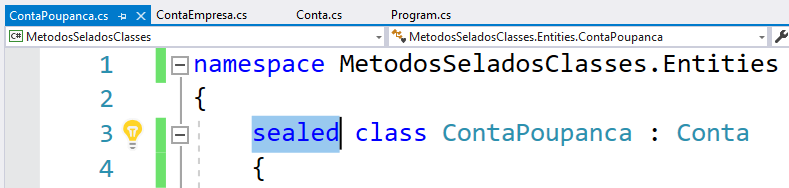 ContaPoupanca.cs ContaEmpresa.cs Conta.cs Program.cs
C# MetodosSeladosClasses MetodosSeladosClasses.Entities.ContaPoupanca
1 namespace MetodosSeladosClasses.Entities
2 {
3 sealed class ContaPoupanca : Conta
4 {